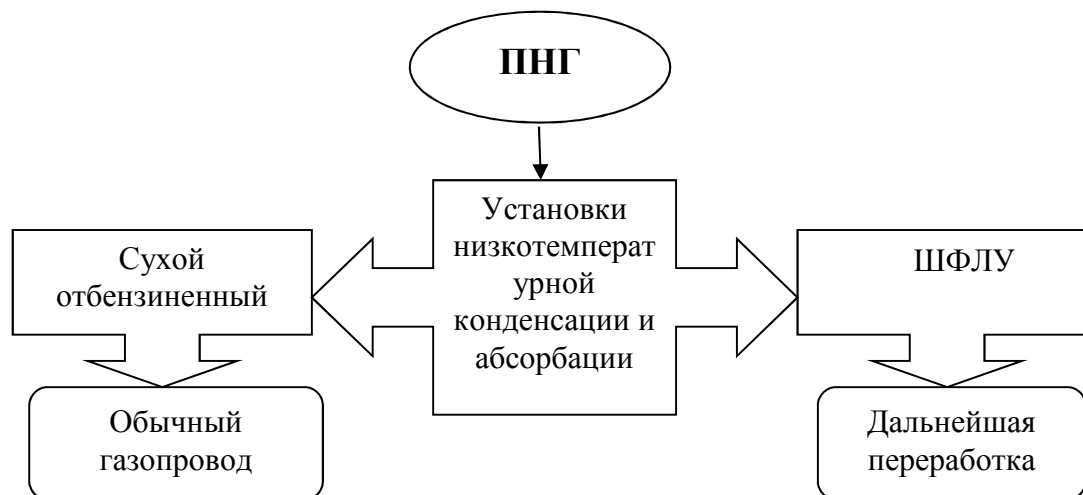 ПНГ
Установки
низкотемперат
урной
конденсации и
абсорбации
Сухой
отбензиненный
ШФЛУ
Обычный
газопровод
Дальнейшая
переработка